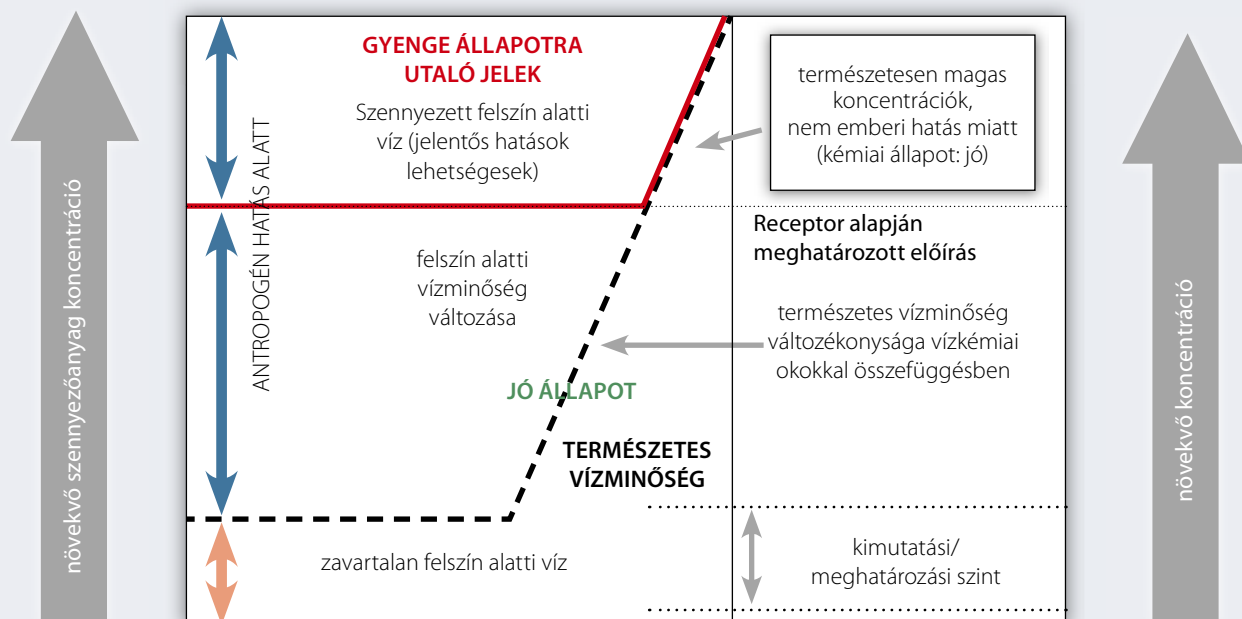 növekvő szennyezőanyag koncentráció
ANTROPOGÉN HATÁS ALATT
GYENGE ÁLLAPOTRA
UTALÓ JELEK
Szennyezett felszín alatti
víz (jelentős hatások
lehetségesek)
természetesen magas
koncentrációk,
nem emberi hatás miatt
(kémiai állapot: jó)
Receptor alapján
meghatározott előírás
felszín alatti
vízminőség
változása
természetes vízminőség
változékonysága vízkémiai
okokkal összefüggésben
JÓ ÁLLAPOT
TERMÉSZETES
VÍZMINŐSÉG
zavartalan felszín alatti víz
kimutatási/
meghatározási szint
növekvő koncentráció